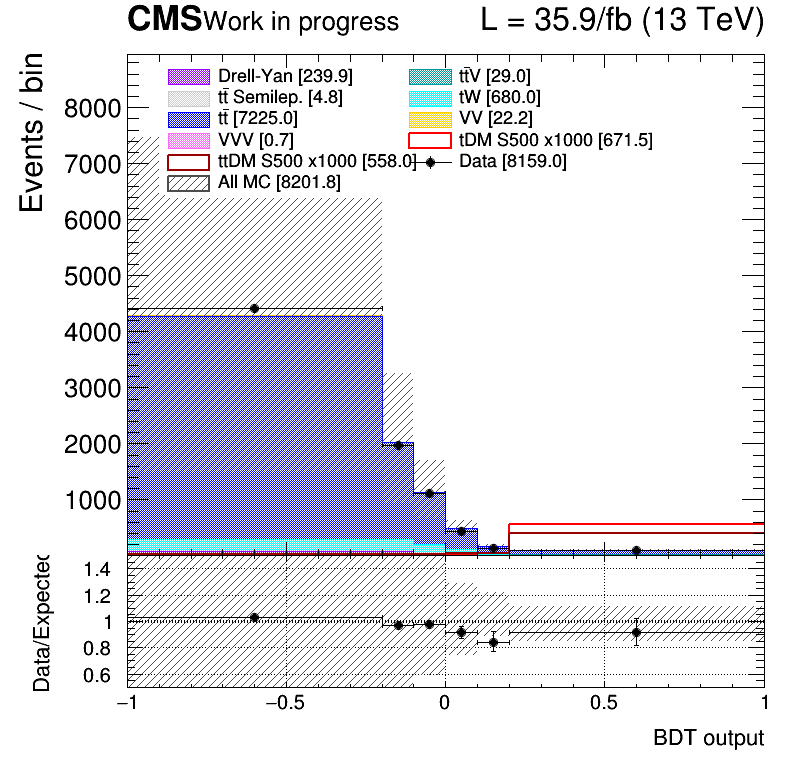 CMS Work in progress L = 35.9/fb (13 TeV)
Events / bin
Drell-Yan [239.9] tt̄V [29.0]
tt̄ Semilep. [4.8] tW [680.0]
tt̄ [7225.0] VV [22.2]
VVV [0.7] tDM S500 x1000 [671.5]
ttDM S500 x1000 [558.0] Data [8159.0]
All MC [8201.8]
8000
7000
6000
5000
4000
3000
2000
1000
Data/Expected
1.4
1.2
1
0.8
0.6
−1 −0.5 0 0.5 1
BDT output